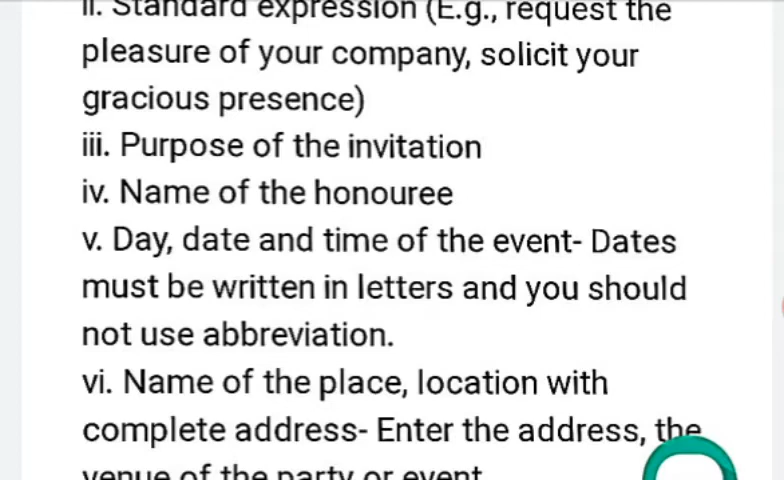 ii. Standard expression (E.g., request the
pleasure of your company, solicit your
gracious presence)
iii. Purpose of the invitation
iv. Name of the honouree
v. Day, date and time of the event- Dates
must be written in letters and you should
not use abbreviation.
vi. Name of the place, location with
complete address- Enter the address, the
venue of the party or event